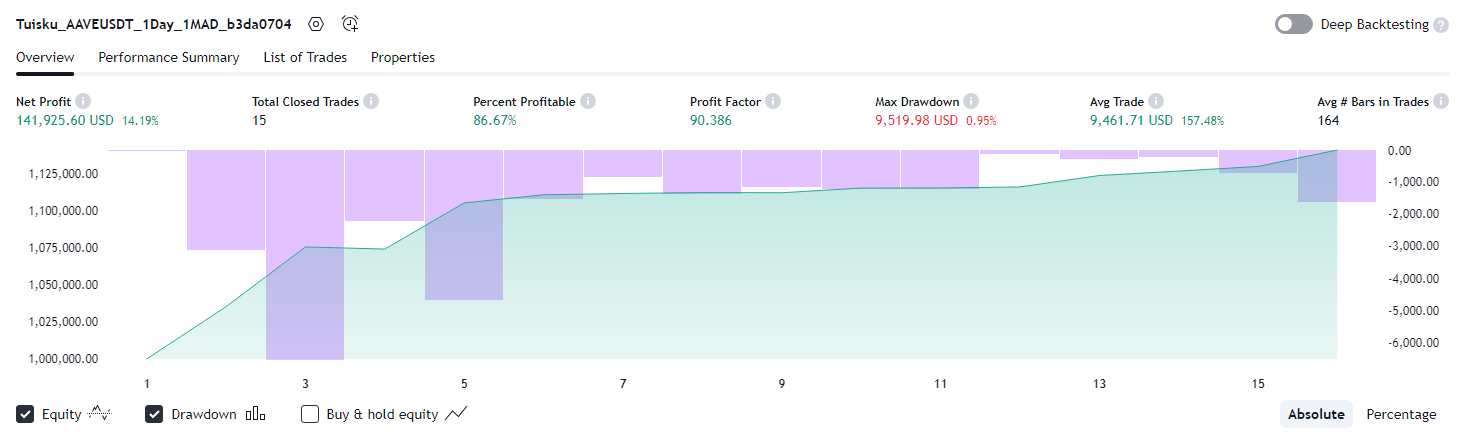 Tuisku_AAVEUSDT_1Day_1MAD_b3da0704 Deep Backtesting ?
Overview Performance Summary List of Trades Properties
Net Profit Total Closed Trades Percent Profitable Profit Factor Max Drawdown Avg Trade Avg # Bars in Trades
141,925.60 USD 14.19% 15 86.67% 90.386 9,519.98 USD 0.95% 9,461.71 USD 157.48% 164
0.00
1,125,000.00 -1,000.00
1,100,000.00 -2,000.00
1,075,000.00 -3,000.00
1,050,000.00 -4,000.00
1,025,000.00 -5,000.00
1,000,000.00 -6,000.00
1 3 5 7 9 11 13 15
Equity Drawdown Buy & hold equity Absolute Percentage